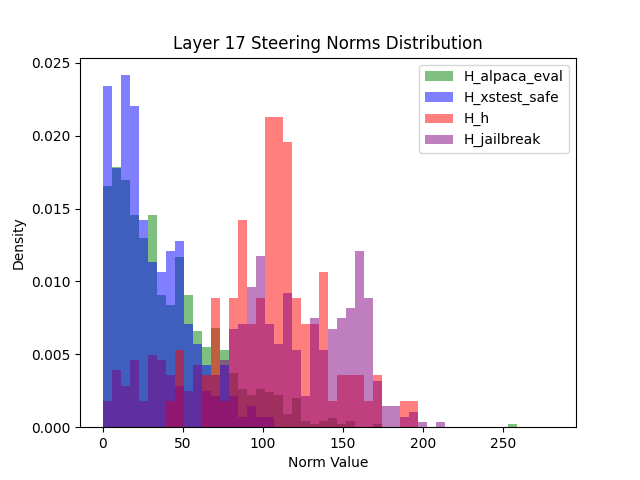 Layer 17 Steering Norms Distribution
H_alpaca_eval
H_xstest_safe
H_h
H_jailbreak
Density
0.025
0.020
0.015
0.010
0.005
0.000
0 50 100 150 200 250
Norm Value